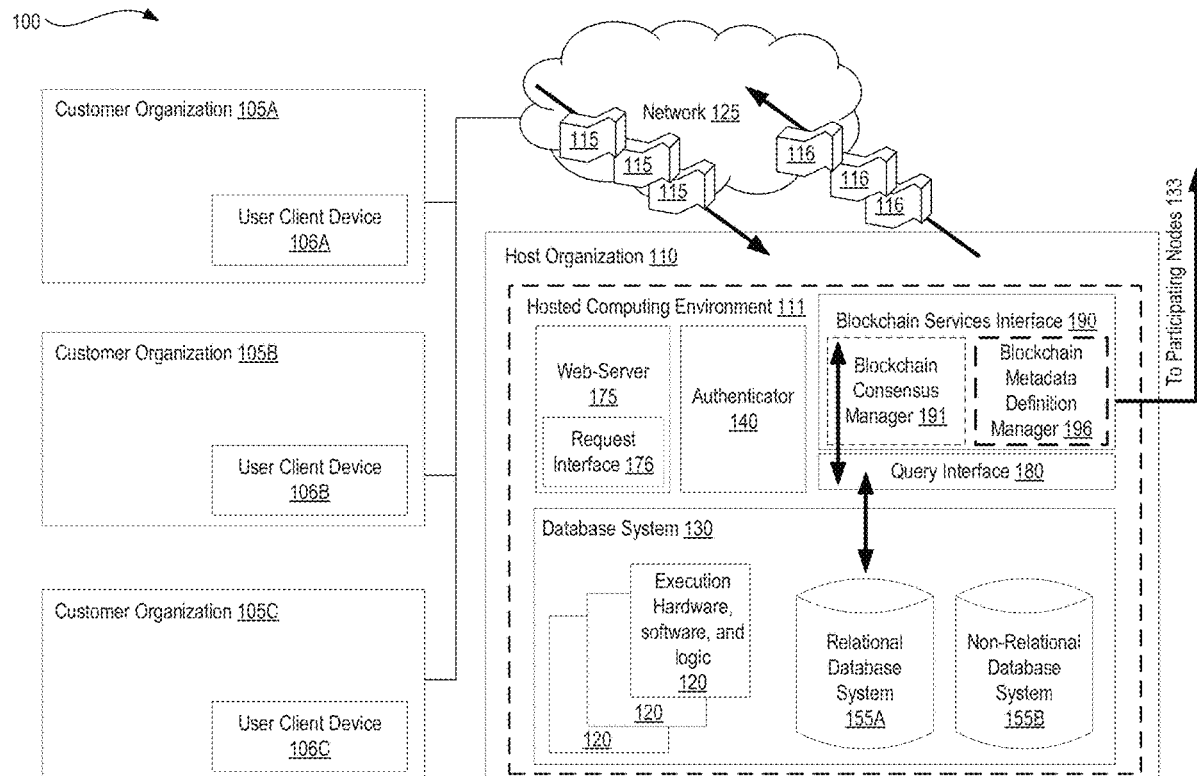 100
Customer Organization 105A
User Client Device
106A
Customer Organization 105B
User Client Device
106B
Customer Organization 105C
User Client Device
106C
Network 125
115
115
115
116
116
116
To Participating Nodes 133
Host Organization 110
Hosted Computing Environment 111
Web-Server
175
Request
Interface 176
Authenticator
140
Blockchain Services Interface 190
Blockchain
Consensus
Manager 191
Blockchain
Metadata
Definition
Manager 196
Query Interface 180
Database System 130
Execution
Hardware,
software, and
logic
120
120
120
Relational
Database
System
155A
Non-Relational
Database
System
155B